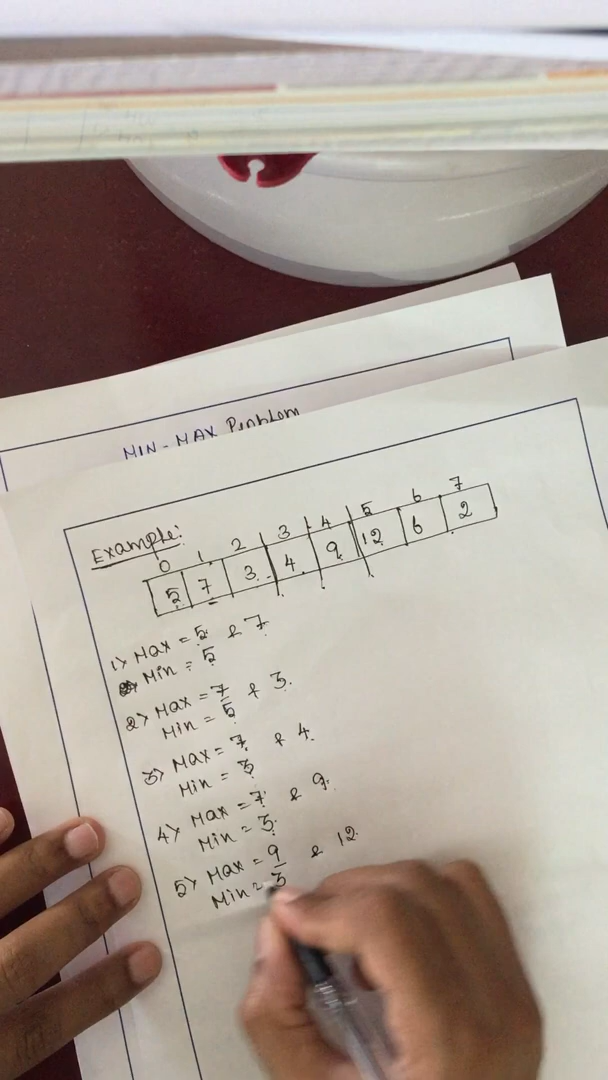 MIN - MAX Problem
Example:
0 1 2 3 4 5 6 7
5 7 3 4 9 12 6 2
1) Max = 5 & 7
Min = 5
2) Max = 7 & 3.
Min = 5
3) Max = 7 & 4.
Min = 3
4) Max = 7 & 9.
Min = 3.
5) Max = 9 & 12
Min = 3